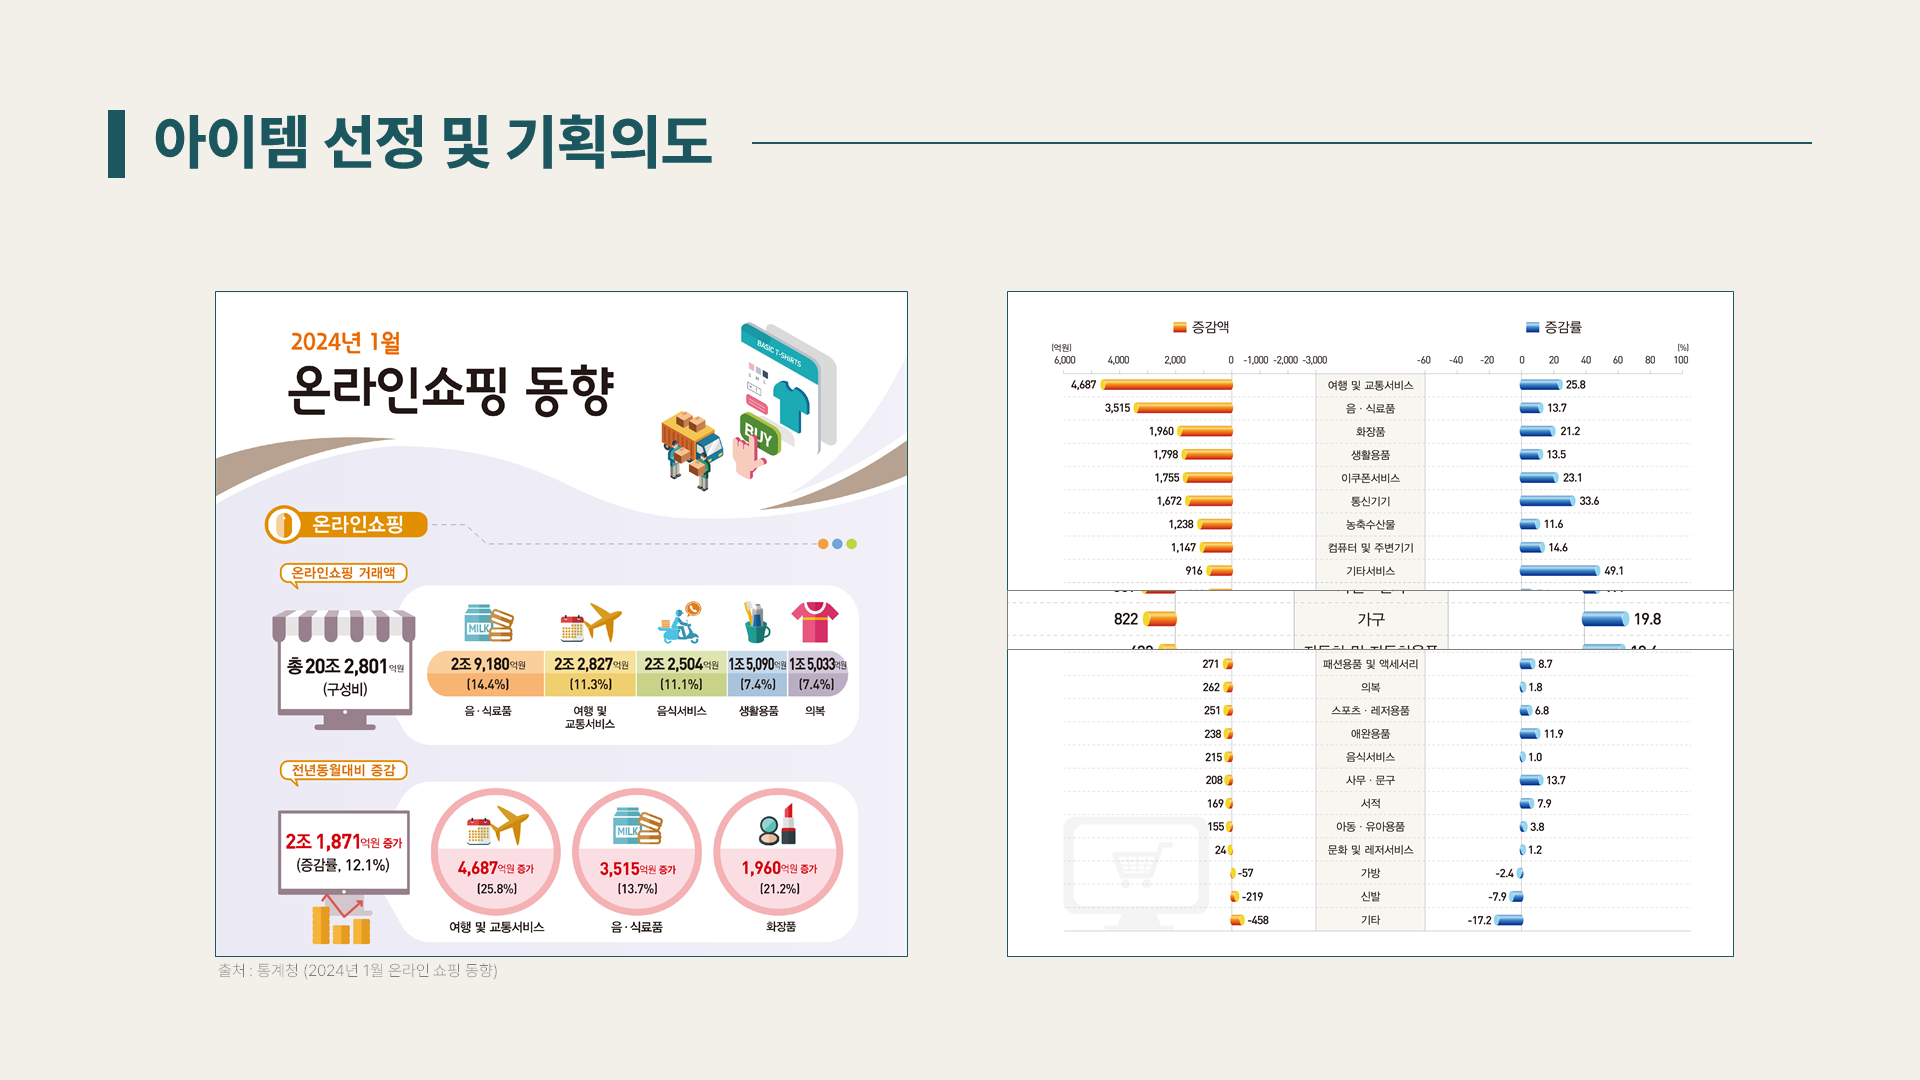 아이템 선정 및 기획의도
2024년 1월
온라인쇼핑 동향
BASIC T-SHIRTS
BUY
온라인쇼핑
온라인쇼핑 거래액
MILK
총 20조 2,801억원
(구성비)
2조 9,180억원 2조 2,827억원 2조 2,504억원 1조 5,090억원 1조 5,033억원
(14.4%) (11.3%) (11.1%) (7.4%) (7.4%)
음·식료품 여행 및 교통서비스 음식서비스 생활용품 의복
전년동월대비 증감
MILK
2조 1,871억원 증가
(증감률, 12.1%)
4,687억원 증가 3,515억원 증가 1,960억원 증가
(25.8%) (13.7%) (21.2%)
여행 및 교통서비스 음·식료품 화장품
출처 : 통계청 (2024년 1월 온라인 쇼핑 동향)
증감액 증감률
(억원) (%)
6,000 4,000 2,000 0 -1,000 -2,000 -3,000 -60 -40 -20 0 20 40 60 80 100
4,687 여행 및 교통서비스 25.8
3,515 음·식료품 13.7
1,960 화장품 21.2
1,798 생활용품 13.5
1,755 이쿠폰서비스 23.1
1,672 통신기기 33.6
1,238 농축수산물 11.6
1,147 컴퓨터 및 주변기기 14.6
916 기타서비스 49.1
822 가구 19.8
271 패션용품 및 액세서리 8.7
262 의복 1.8
251 스포츠·레저용품 6.8
238 애완용품 11.9
215 음식서비스 1.0
208 사무·문구 13.7
169 서적 7.9
155 아동·유아용품 3.8
24 문화 및 레저서비스 1.2
-57 가방 -2.4
-219 신발 -7.9
-458 기타 -17.2